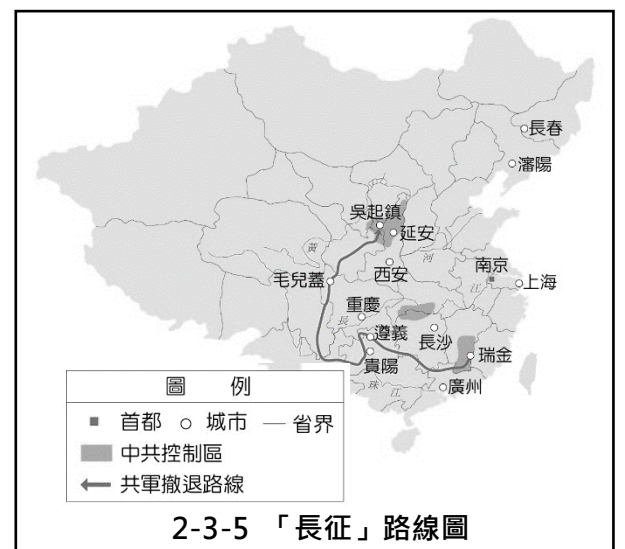 長春
瀋陽
吳起鎮
延安
黃
河
西安
南京
毛兒蓋
江
上海
重慶
長
遵義
長沙
瑞金
貴陽
珠
江
廣州
圖 例
首都 城市 省界
中共控制區
共軍撤退路線
2-3-5 「長征」路線圖